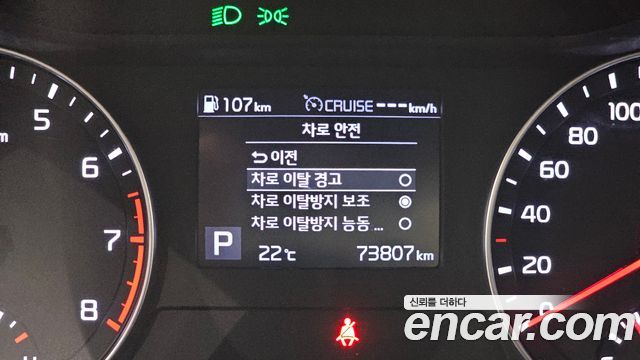 107km CRUISE ---km/h
차로 안전
이전
차로 이탈 경고
차로 이탈방지 보조
차로 이탈방지 능동 ...
P 22℃ 73807km
5
6
7
8
100
80
60
40
20
0
신뢰를 더하다
encar.com